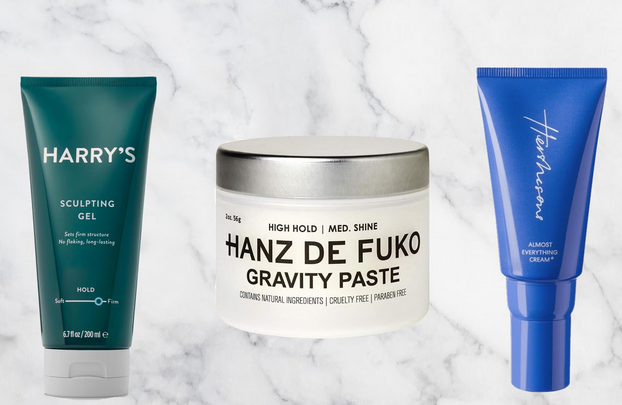 HARRY'S
SCULPTING
GEL
Sets firm structure
No flaking, long-lasting
HOLD
Soft Firm
6.7 fl oz / 200 ml ℮
2oz. 56g
HIGH HOLD | MED. SHINE
HANZ DE FUKO
GRAVITY PASTE
CONTAINS NATURAL INGREDIENTS | CRUELTY FREE | PARABEN FREE
Hershesons
ALMOST
EVERYTHING
CREAM®